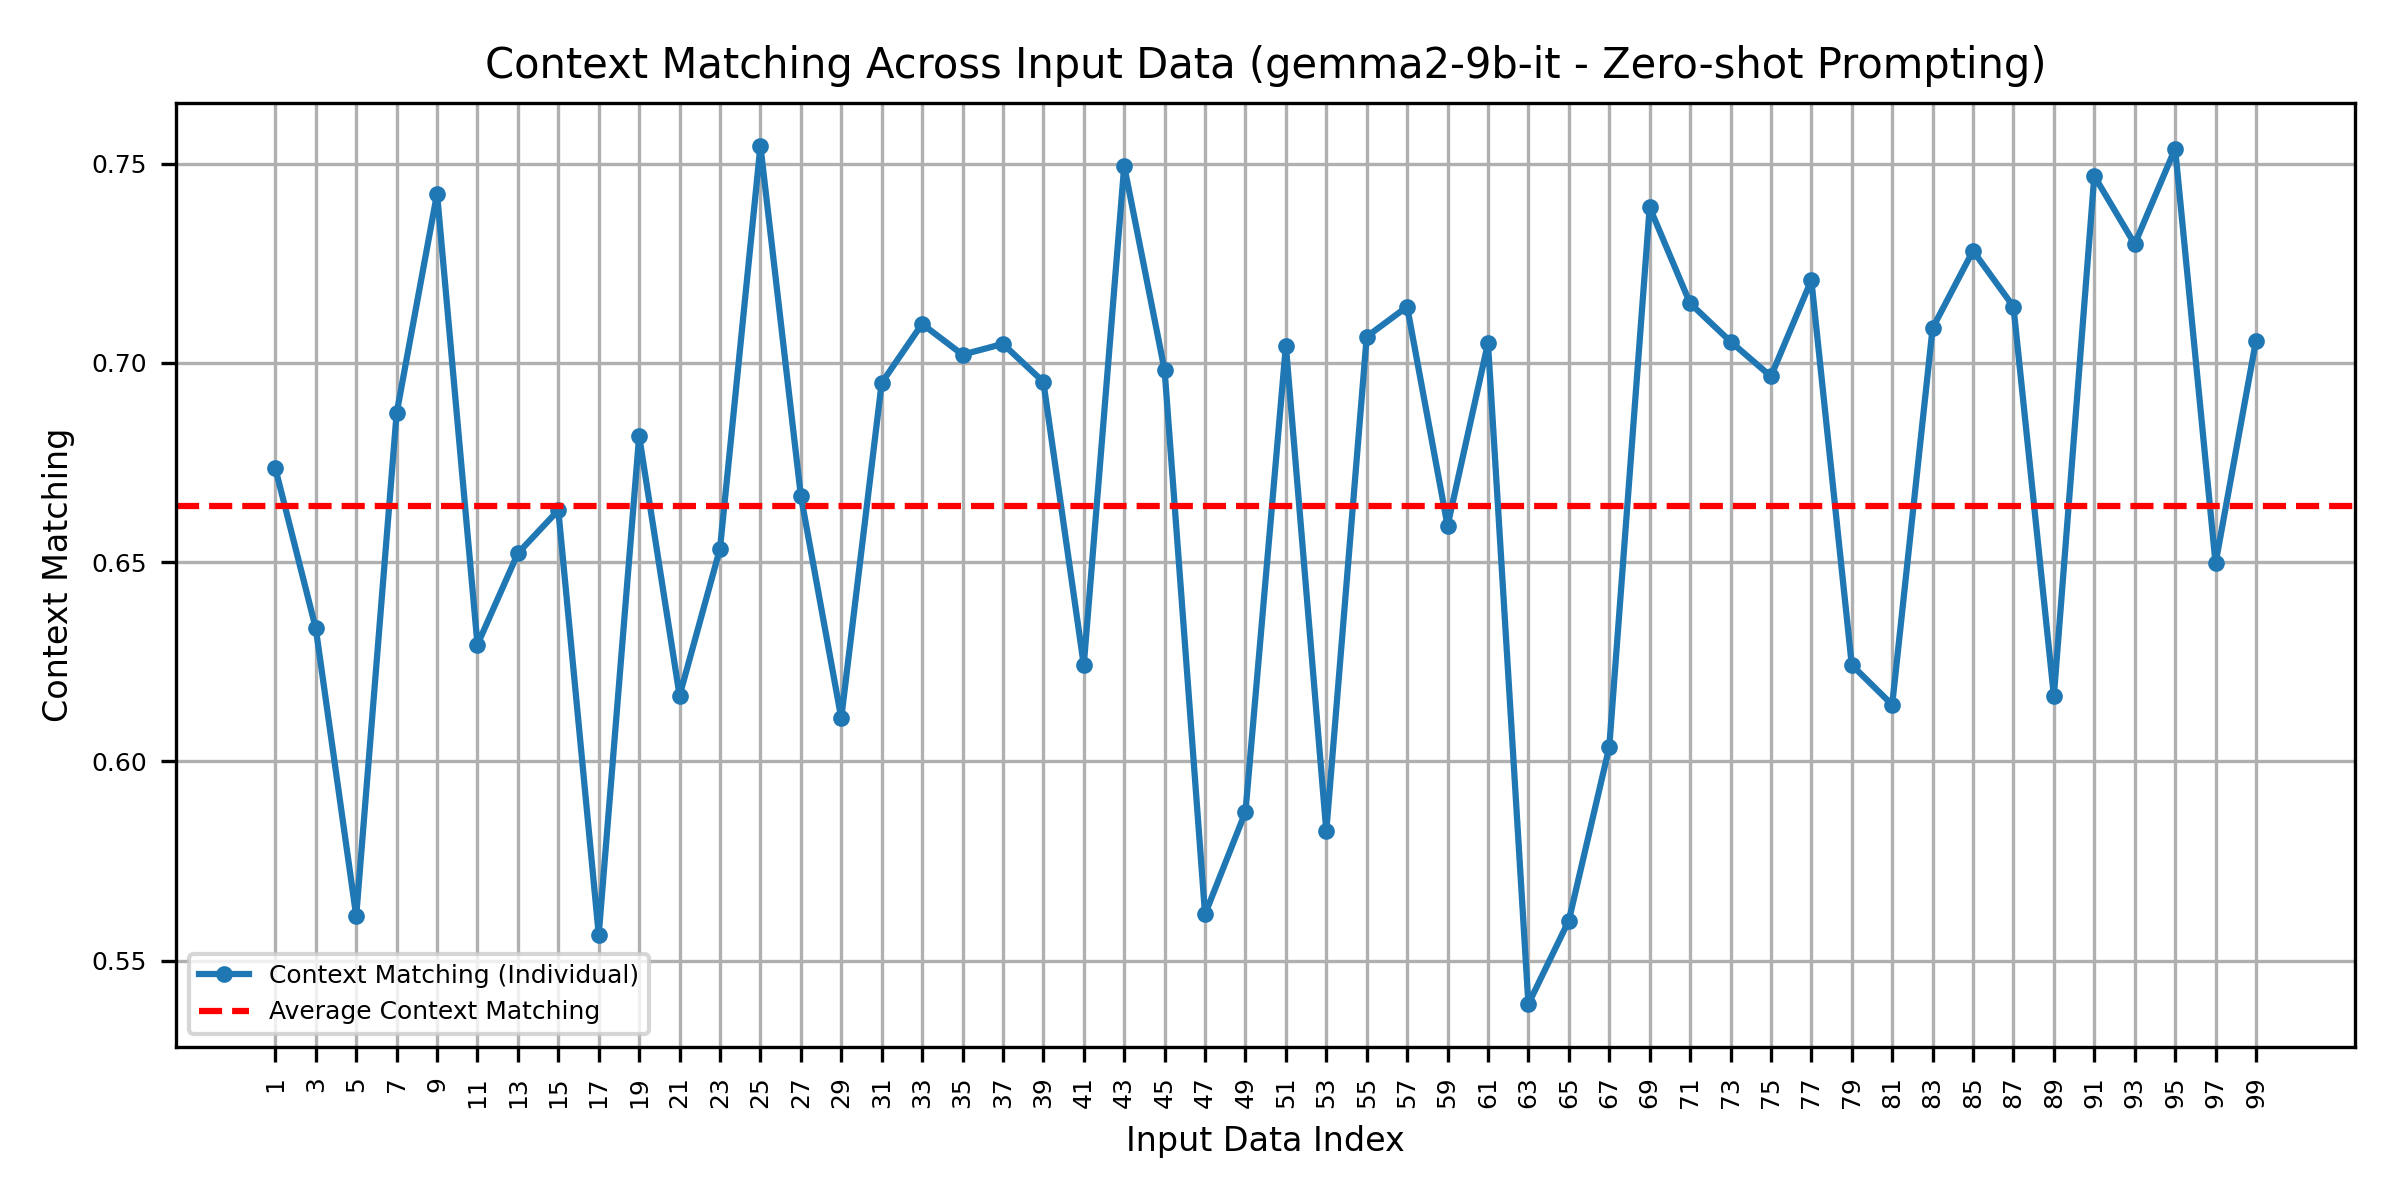 Context Matching Across Input Data (gemma2-9b-it - Zero-shot Prompting)
Context Matching
0.75
0.70
0.65
0.60
0.55
Context Matching (Individual)
Average Context Matching
1 3 5 7 9 11 13 15 17 19 21 23 25 27 29 31 33 35 37 39 41 43 45 47 49 51 53 55 57 59 61 63 65 67 69 71 73 75 77 79 81 83 85 87 89 91 93 95 97 99
Input Data Index